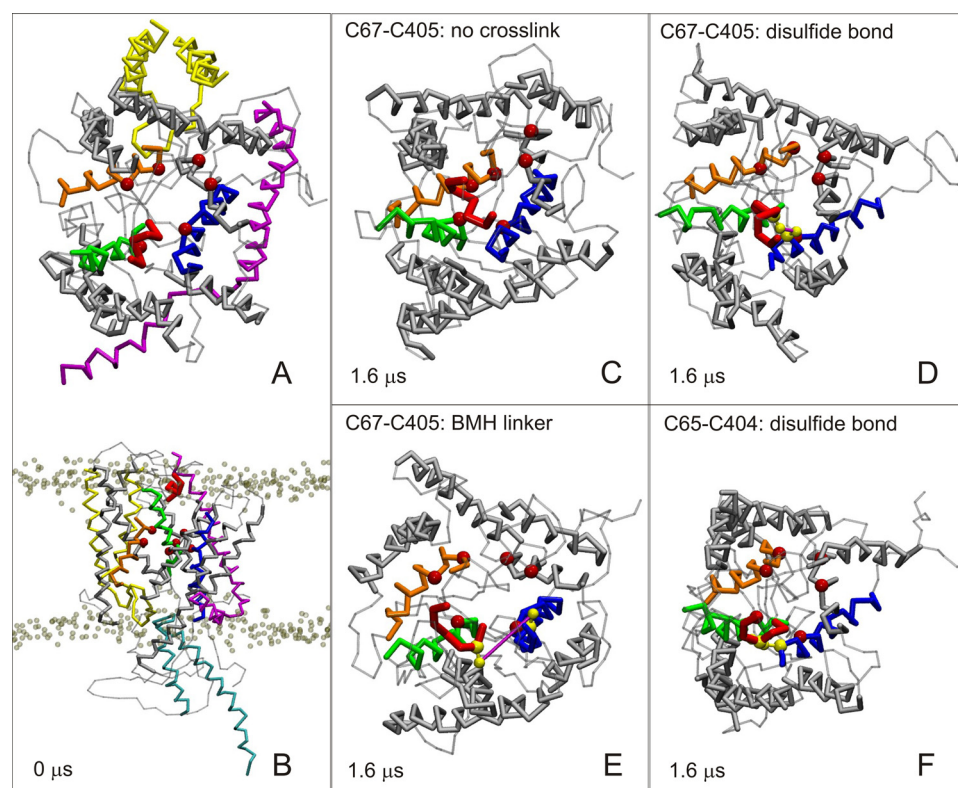 A
0 μs
B
C67-C405: no crosslink
1.6 μs
C
C67-C405: disulfide bond
1.6 μs
D
C67-C405: BMH linker
1.6 μs
E
C65-C404: disulfide bond
1.6 μs
F